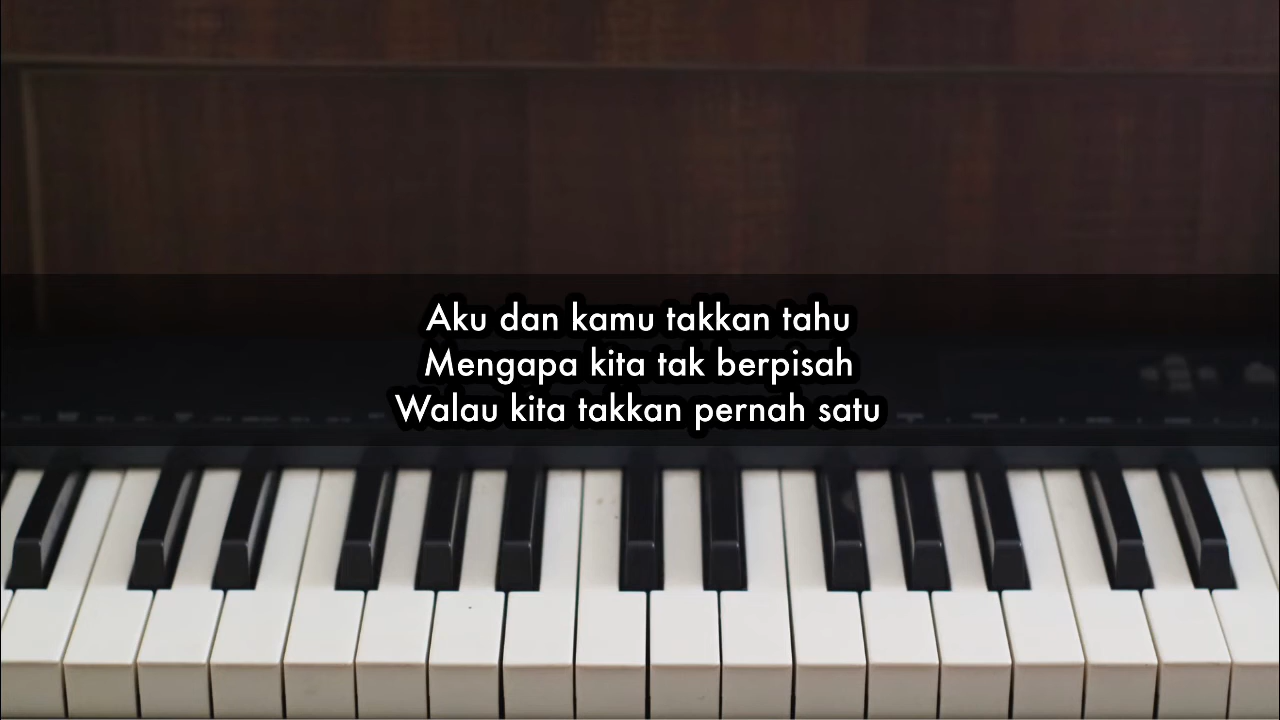 Aku dan kamu takkan tahu
Mengapa kita tak berpisah
Walau kita takkan pernah satu